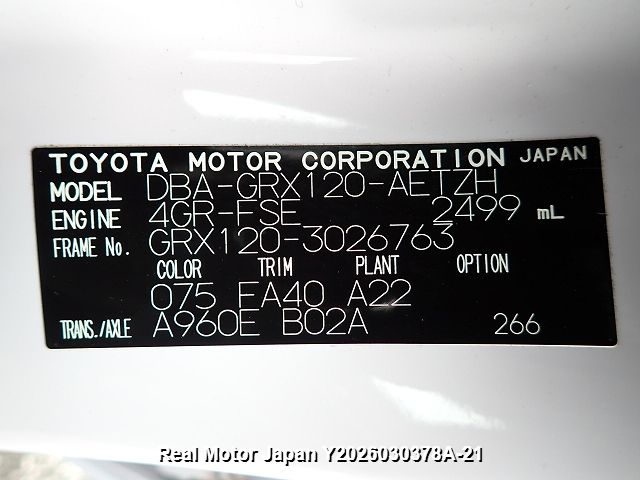 TOYOTA MOTOR CORPORATION JAPAN
MODEL DBA-GRX120-AETZH
ENGINE 4GR-FSE 2499 mL
FRAME No. GRX120-3026763
COLOR TRIM PLANT OPTION
075 FA40 A22
TRANS./AXLE A960E B02A 266
Real Motor Japan Y2026030378A-21